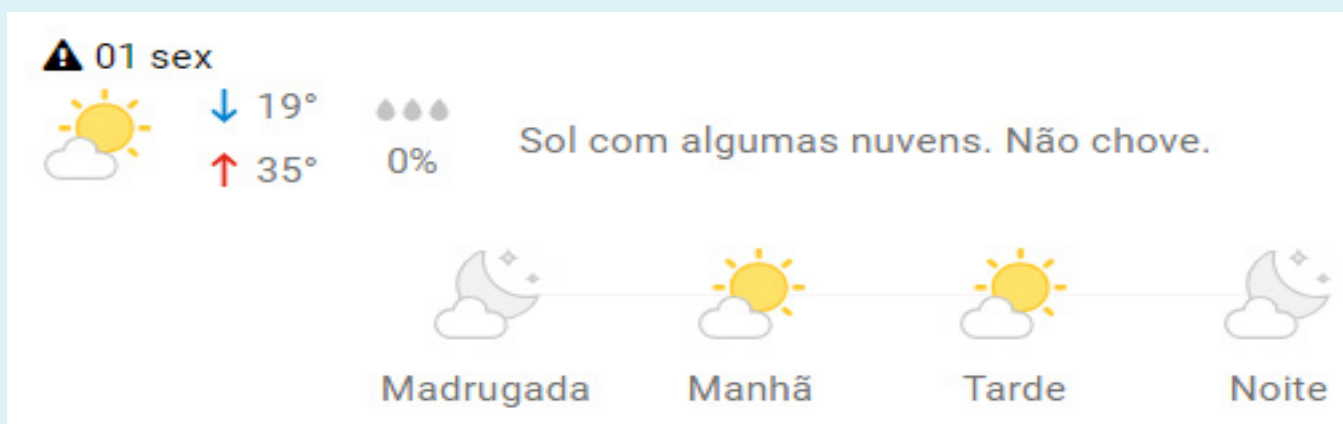 01 sex
↓ 19°
↑ 35°
0%
Sol com algumas nuvens. Não chove.
Madrugada Manhã Tarde Noite